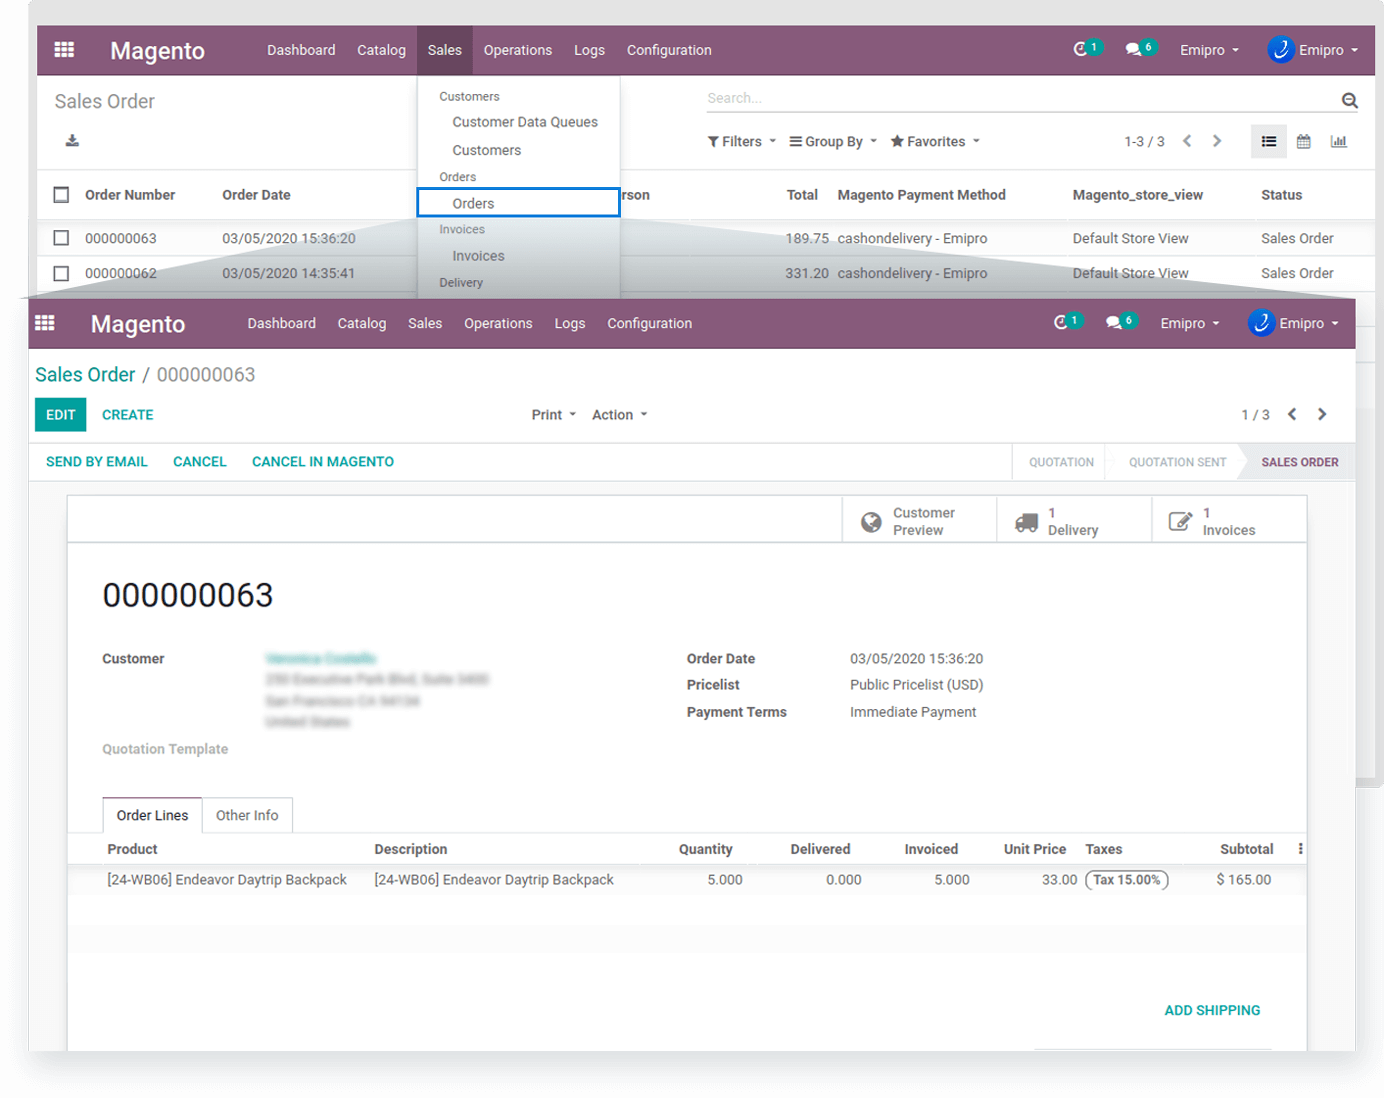 Magento Dashboard Catalog Sales Operations Logs Configuration 1 6 Emipro Emipro
Sales Order Customers Search...
Customer Data Queues
Filters Group By Favorites 1-3 / 3
Customers
Orders
Order Number Order Date rson Total Magento Payment Method Magento_store_view Status
Orders
Invoices
000000063 03/05/2020 15:36:20 189.75 cashondelivery - Emipro Default Store View Sales Order
Invoices
000000062 03/05/2020 14:35:41 331.20 cashondelivery - Emipro Default Store View Sales Order
Delivery
Magento Dashboard Catalog Sales Operations Logs Configuration 1 6 Emipro Emipro
Sales Order / 000000063
EDIT CREATE Print Action 1 / 3
SEND BY EMAIL CANCEL CANCEL IN MAGENTO QUOTATION QUOTATION SENT SALES ORDER
Customer Preview 1 Delivery 1 Invoices
000000063
Customer Order Date 03/05/2020 15:36:20
Pricelist Public Pricelist (USD)
Payment Terms Immediate Payment
Quotation Template
Order Lines Other Info
Product Description Quantity Delivered Invoiced Unit Price Taxes Subtotal
[24-WB06] Endeavor Daytrip Backpack [24-WB06] Endeavor Daytrip Backpack 5.000 0.000 5.000 33.00 Tax 15.00% $ 165.00
ADD SHIPPING